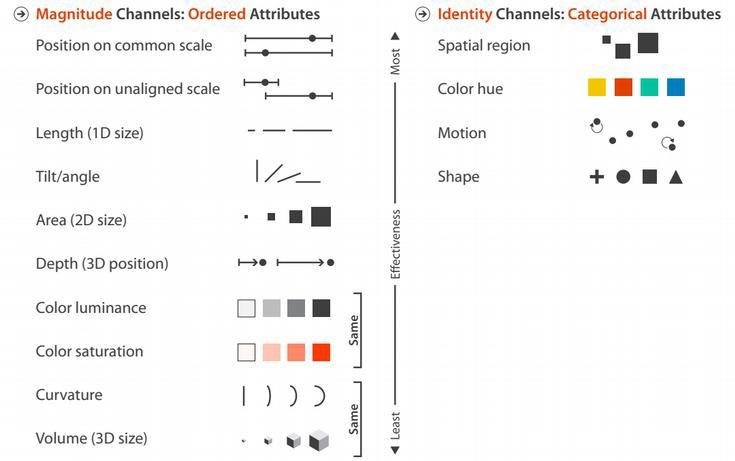 Magnitude Channels: Ordered Attributes
Position on common scale
Position on unaligned scale
Length (1D size)
Tilt/angle
Area (2D size)
Depth (3D position)
Color luminance
Color saturation
Curvature
Volume (3D size)
Same
Same
Most
Effectiveness
Least
Identity Channels: Categorical Attributes
Spatial region
Color hue
Motion
Shape